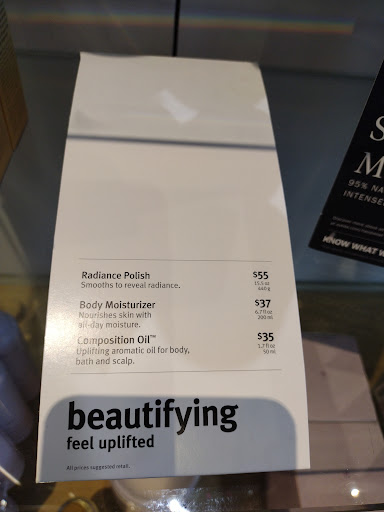 Radiance Polish $55
Smooths to reveal radiance. 15.5 oz
440 g
Body Moisturizer $37
Nourishes skin with 6.7 fl oz
all-day moisture. 200 ml
Composition Oil™ $35
Uplifting aromatic oil for body, 1.7 fl oz
bath and scalp. 50 ml
beautifying
feel uplifted
All prices suggested retail.
S
M
95% NA
INTENSE
KNOW WHAT W